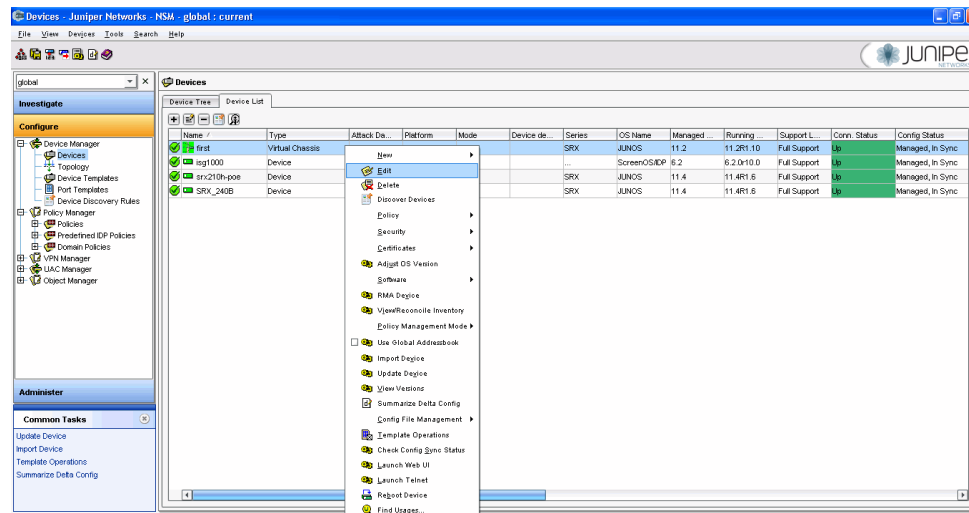 Devices - Juniper Networks - NSM - global : current
File View Devices Tools Search Help
JUNIPE
NETWORKS
global
Devices
Investigate
Configure
Device Manager
Devices
Topology
Device Templates
Port Templates
Device Discovery Rules
Policy Manager
Policies
Predefined IDP Policies
Domain Policies
VPN Manager
UAC Manager
Object Manager
Administer
Common Tasks
Update Device
Import Device
Template Operations
Summarize Delta Config
Device Tree Device List
Name / Type Attack Da... Platform Mode Device de... Series OS Name Managed ... Running ... Support L... Conn. Status Config Status
first Virtual Chassis SRX JUNOS 11.2 11.2R1.10 Full Support Up Managed, In Sync
isg1000 Device ... ScreenOS/IDP 6.2 6.2.0r10.0 Full Support Up Managed, In Sync
srx210h-poe Device SRX JUNOS 11.4 11.4R1.6 Full Support Up Managed, In Sync
SRX_240B Device SRX JUNOS 11.4 11.4R1.6 Full Support Up Managed, In Sync
New
Edit
Delete
Discover Devices
Policy
Security
Certificates
Adjust OS Version
Software
RMA Device
View/Reconcile Inventory
Policy Management Mode
Use Global Addressbook
Import Device
Update Device
View Versions
Summarize Delta Config
Config File Management
Template Operations
Check Config Sync Status
Launch Web UI
Launch Telnet
Reboot Device
Find Usages...